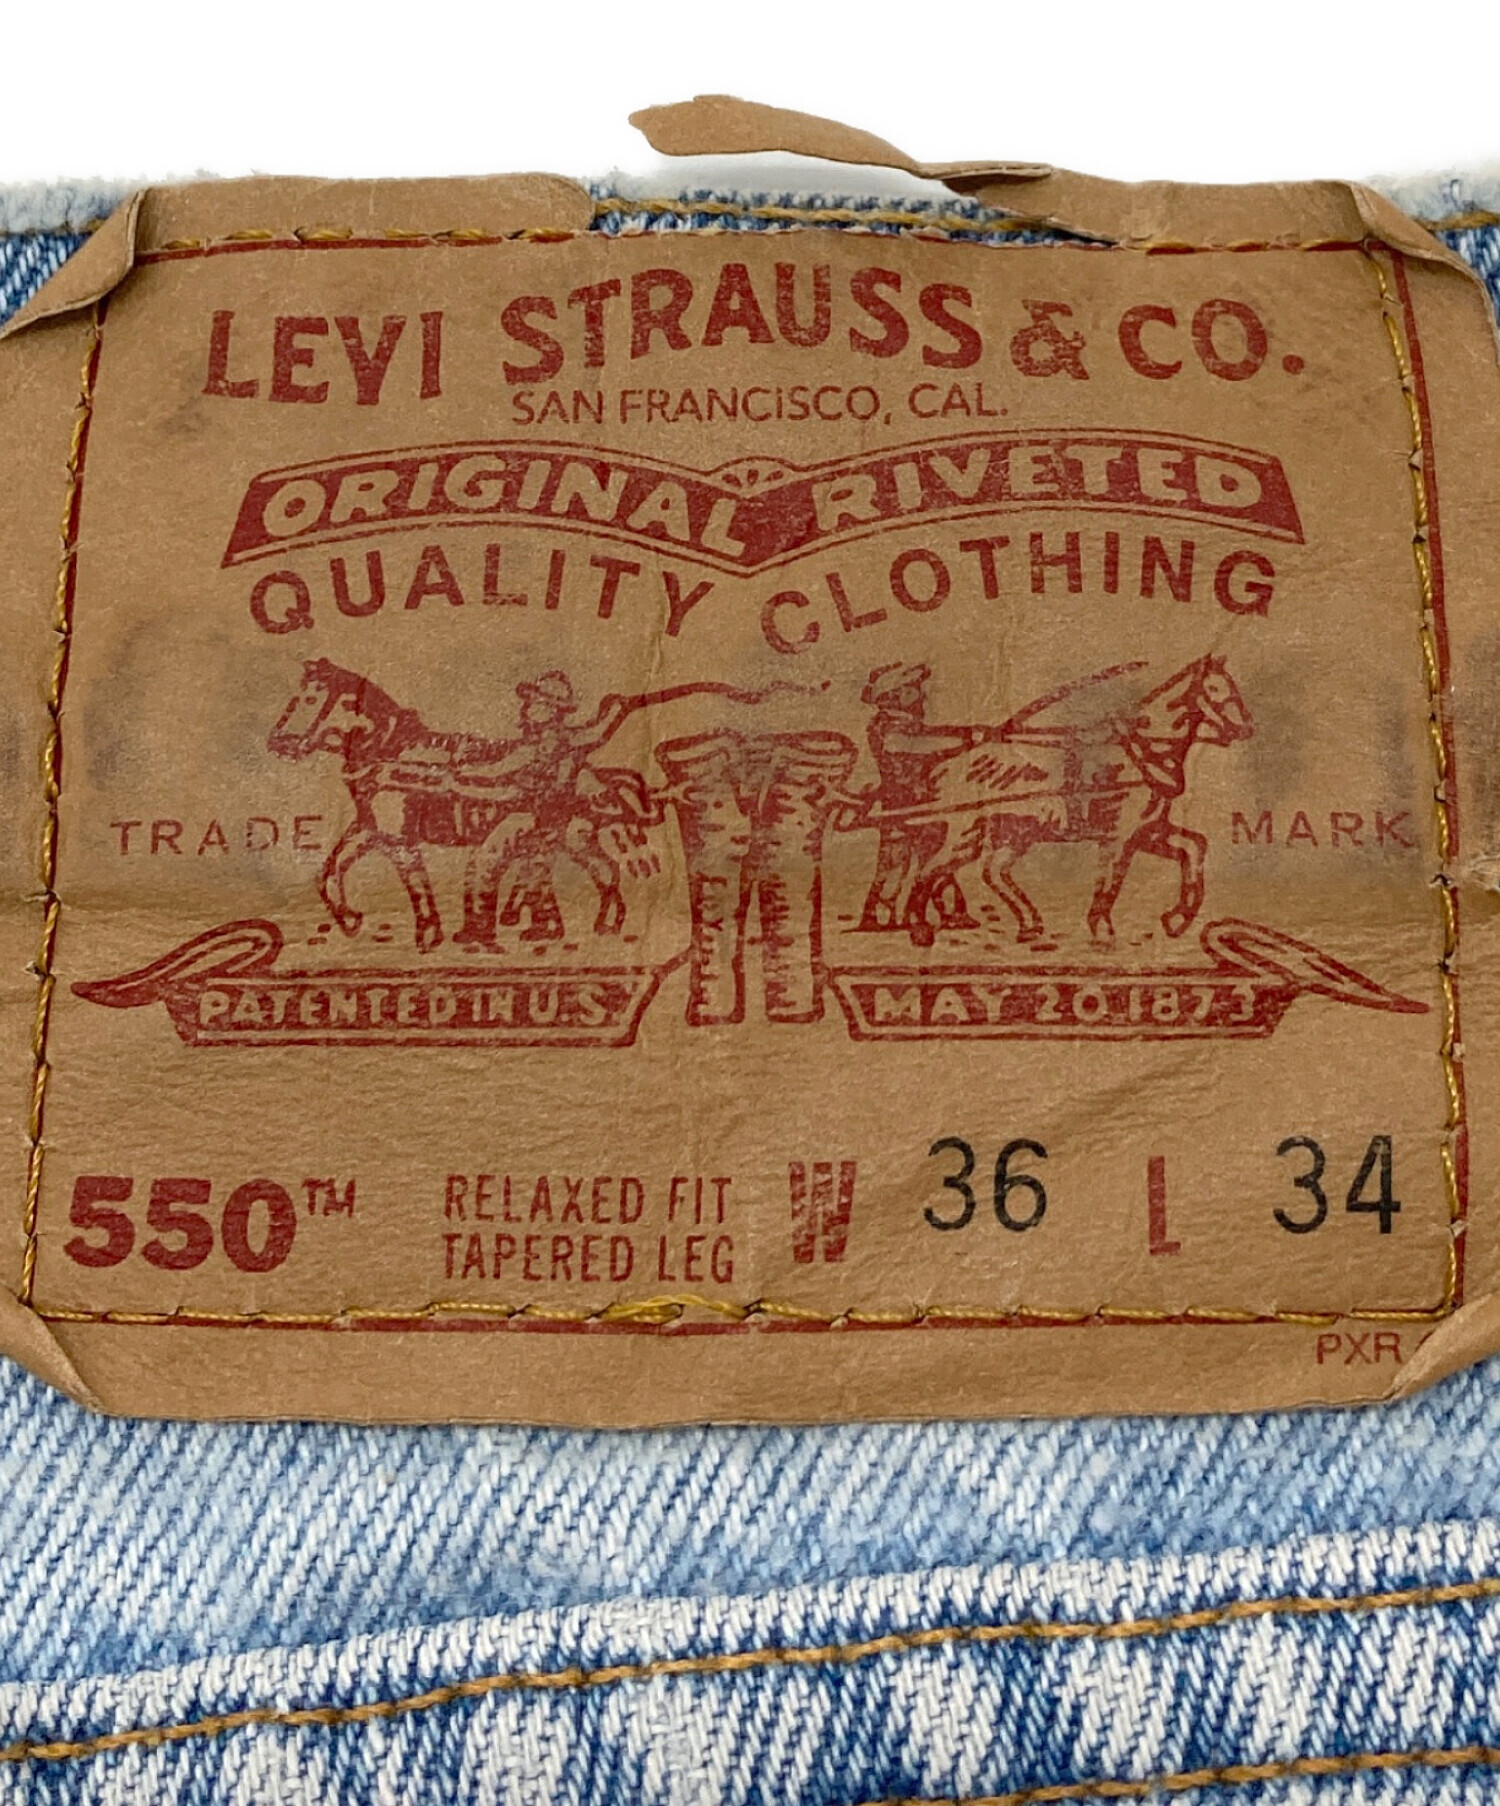 LEVI STRAUSS & CO.
SAN FRANCISCO, CAL.
ORIGINAL RIVETED
QUALITY CLOTHING
TRADE MARK
PATENTED IN U.S. MAY 20 1873
550™ RELAXED FIT W 36 L 34
TAPERED LEG
PXR